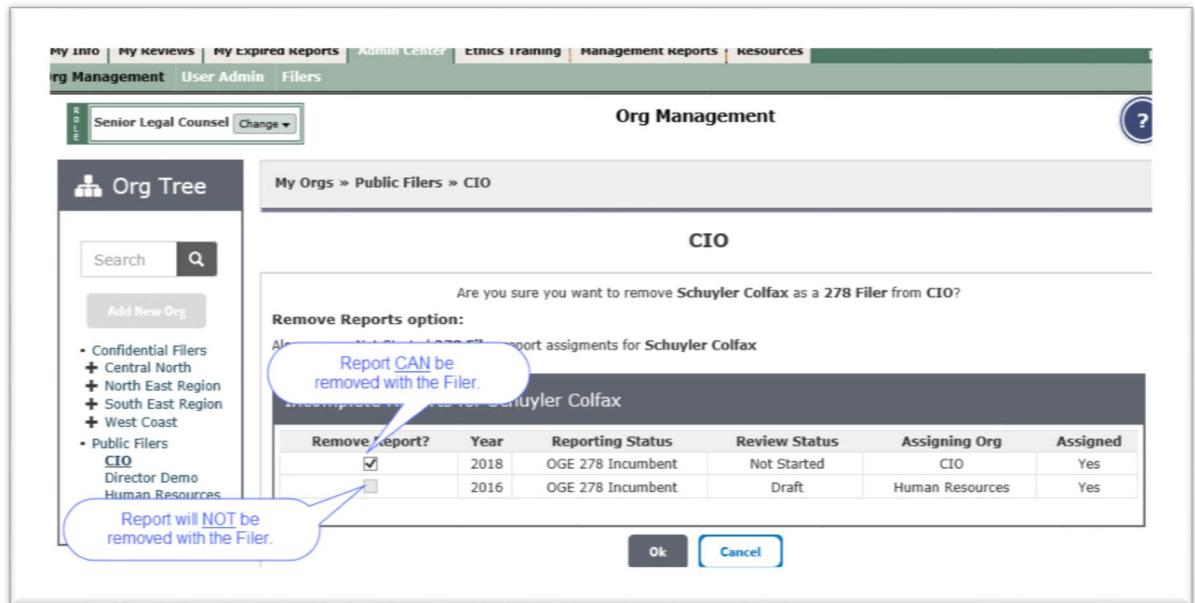 My Info My Reviews My Expired Reports Admin Center Ethics Training Management Reports Resources
rg Management User Admin Filers
ROLE Senior Legal Counsel Change
Org Management
?
Org Tree
My Orgs » Public Filers » CIO
Search
CIO
Add New Org
Are you sure you want to remove Schuyler Colfax as a 278 Filer from CIO?
Remove Reports option:
port assigments for Schuyler Colfax
Report CAN be
removed with the Filer.
uyler Colfax
Remove Report? Year Reporting Status Review Status Assigning Org Assigned
2018 OGE 278 Incumbent Not Started CIO Yes
2016 OGE 278 Incumbent Draft Human Resources Yes
Confidential Filers
Central North
North East Region
South East Region
West Coast
Public Filers
CIO
Director Demo
Human Resources
Report will NOT be
removed with the Filer.
Ok Cancel